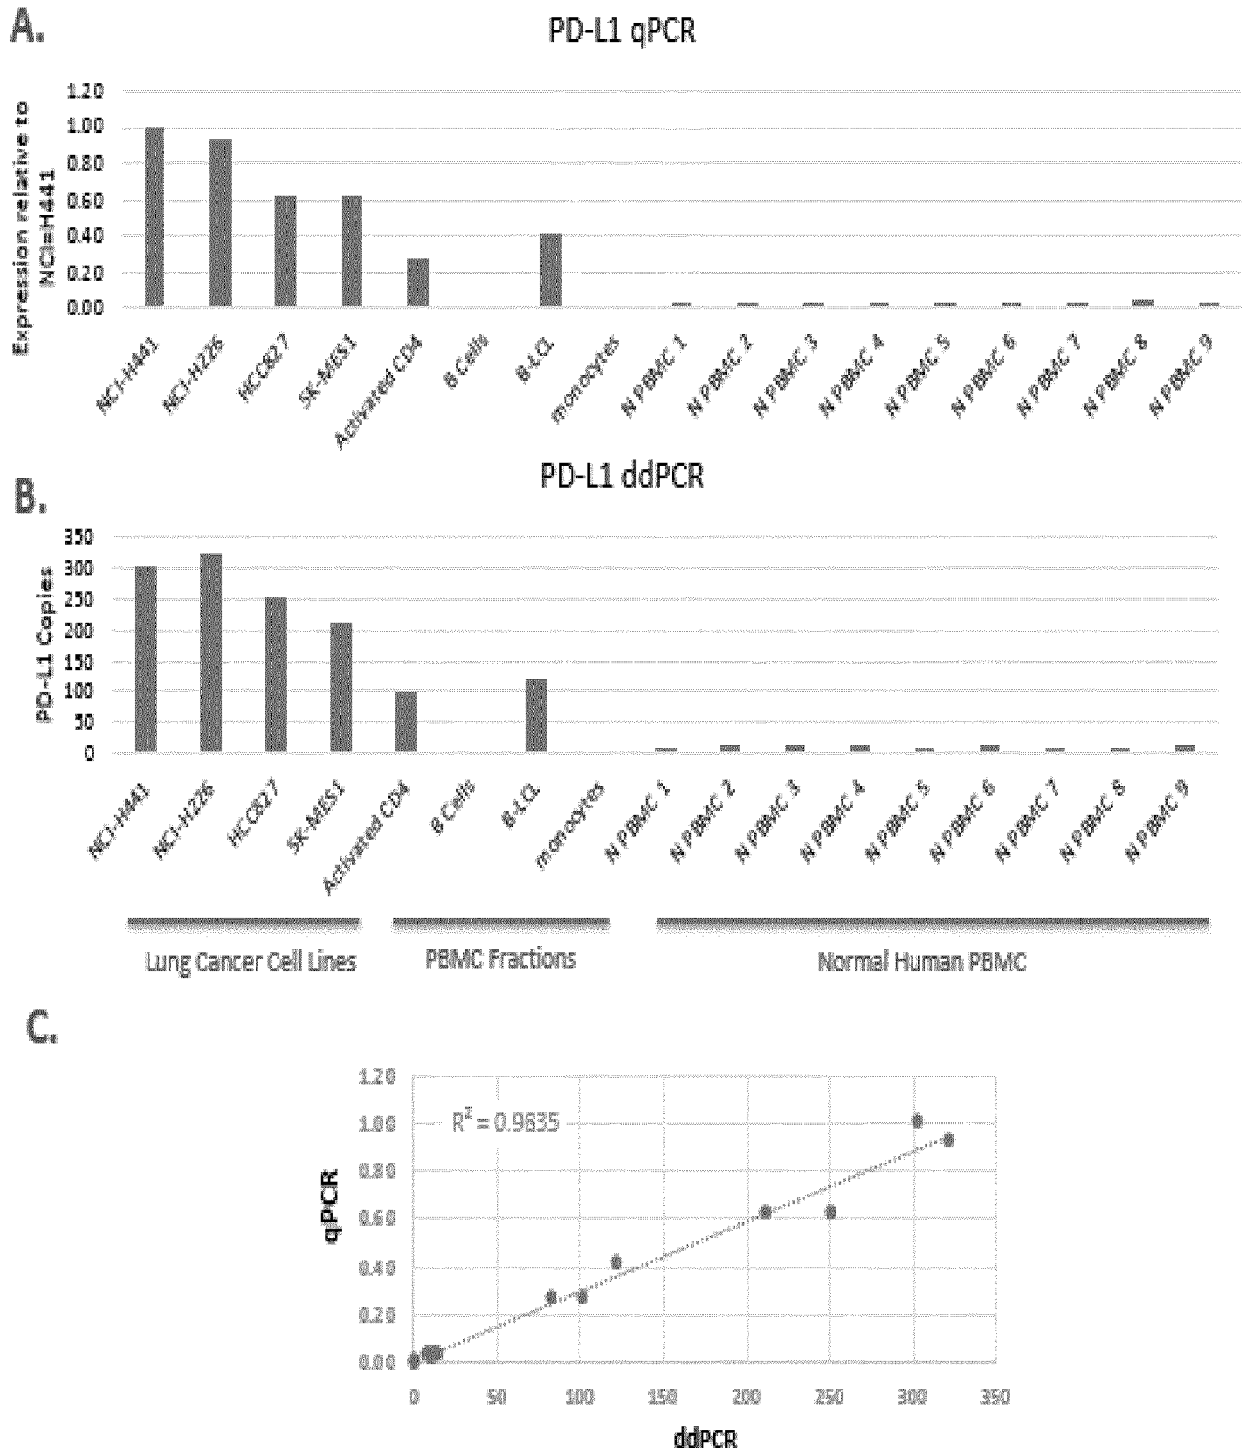 A.
PD-L1 qPCR
Expression relative to
NCI=H441
1.20
1.00
0.80
0.60
0.40
0.20
0.00
NCI-H441
NCI-H226
HCC827
SK-MES1
Activated CD4
B Cells
B-LCL
monocytes
N PBMC 1
N PBMC 2
N PBMC 3
N PBMC 4
N PBMC 5
N PBMC 6
N PBMC 7
N PBMC 8
N PBMC 9
B.
PD-L1 ddPCR
PD-L1 Copies
350
300
250
200
150
100
50
0
NCI-H441
NCI-H226
HCC827
SK-MES1
Activated CD4
B Cells
B-LCL
monocytes
N PBMC 1
N PBMC 2
N PBMC 3
N PBMC 4
N PBMC 5
N PBMC 6
N PBMC 7
N PBMC 8
N PBMC 9
Lung Cancer Cell Lines
PBMC Fractions
Normal Human PBMC
C.
R² = 0.9835
qPCR
1.20
1.00
0.80
0.60
0.40
0.20
0.00
0 50 100 150 200 250 300 350
ddPCR